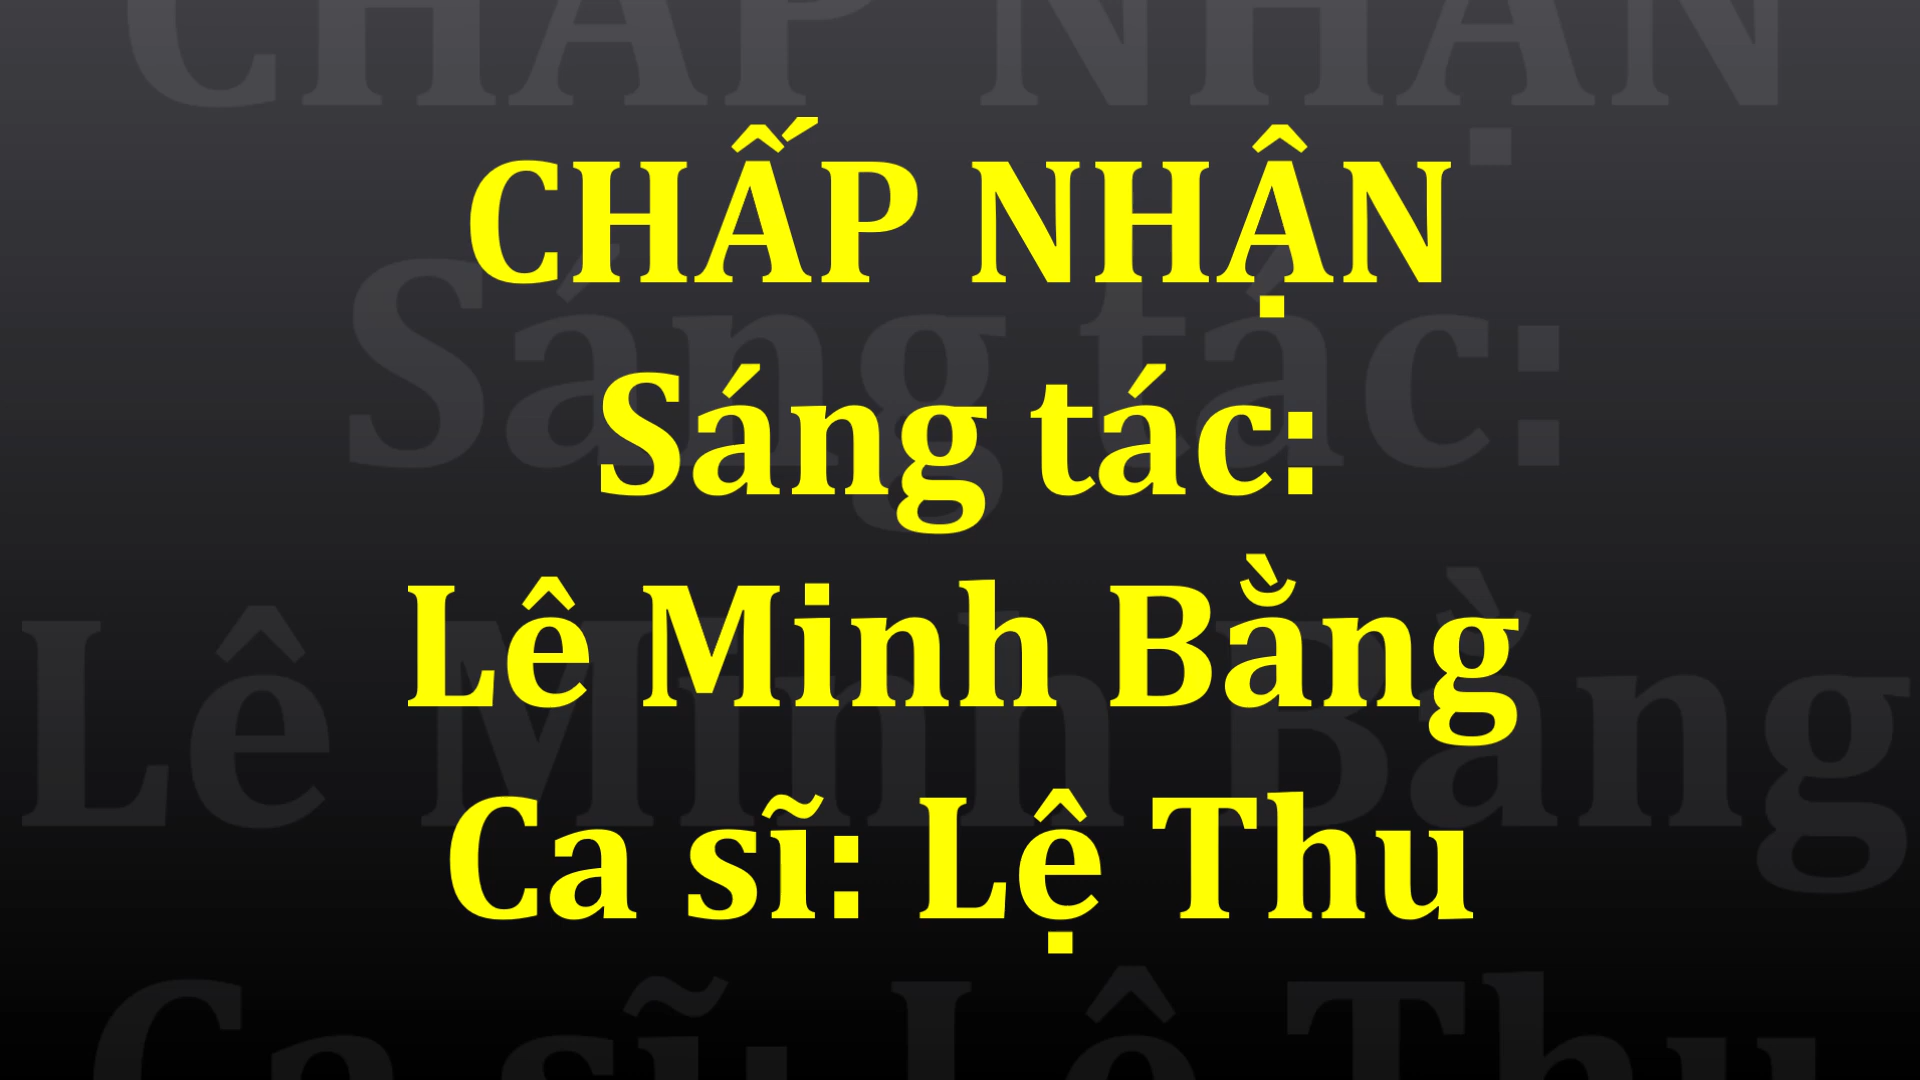 CHẤP NHẬN
Sáng tác:
Lê Minh Bằng
Ca sĩ: Lệ Thu